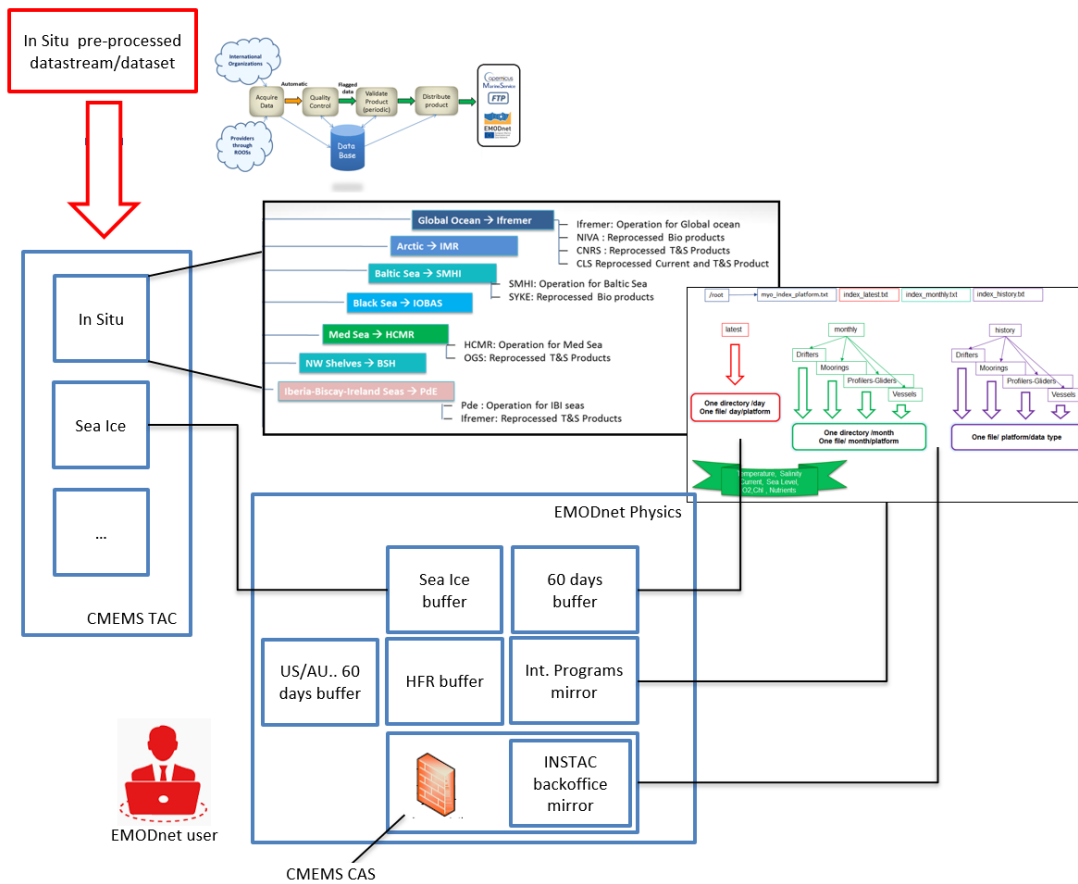 In Situ pre-processed
datastream/dataset
International
Organizations
Automatic
Flagged
data
Acquire
Data
Quality
Control
Validate
Product
(periodic)
Distribute
product
Providers
through
ROOSs
Data
Base
Copernicus
MarineService
FTP
EMODnet
Global Ocean → Ifremer
Ifremer: Operation for Global ocean
NIVA : Reprocessed Bio products
CNRS : Reprocessed T&S Products
CLS Reprocessed Current and T&S Product
Arctic → IMR
Baltic Sea → SMHI
SMHI: Operation for Baltic Sea
SYKE: Reprocessed Bio products
Black Sea → IOBAS
Med Sea → HCMR
HCMR: Operation for Med Sea
OGS: Reprocessed T&S Products
NW Shelves → BSH
Iberia-Biscay-Ireland Seas → PdE
Pde : Operation for IBI seas
Ifremer: Reprocessed T&S Products
/root
myo_index_platform.txt
index_latest.txt
index_monthly.txt
index_history.txt
latest
monthly
history
Drifters
Moorings
Profilers-Gliders
Vessels
Drifters
Moorings
Profilers-Gliders
Vessels
One directory /day
One file/ day/platform
One directory /month
One file/ month/platform
One file/ platform/data type
Temperature, Salinity
Current, Sea Level,
O2,Chl , Nutrients
In Situ
Sea Ice
...
CMEMS TAC
EMODnet Physics
Sea Ice
buffer
60 days
buffer
US/AU.. 60
days buffer
HFR buffer
Int. Programs
mirror
INSTAC
backoffice
mirror
EMODnet user
CMEMS CAS